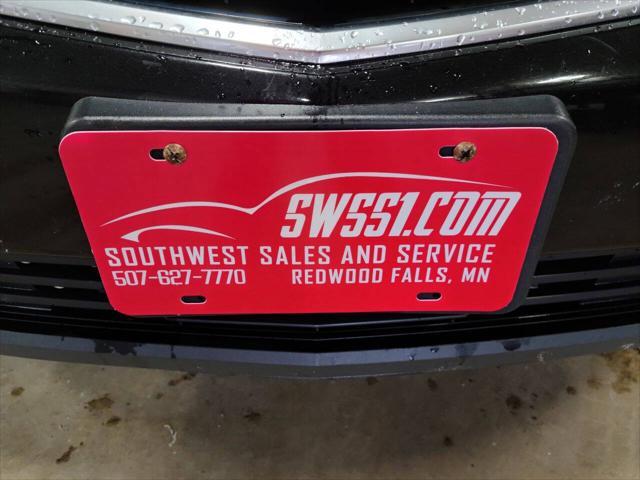 SWSS1.COM
SOUTHWEST SALES AND SERVICE
507-627-7770 REDWOOD FALLS, MN